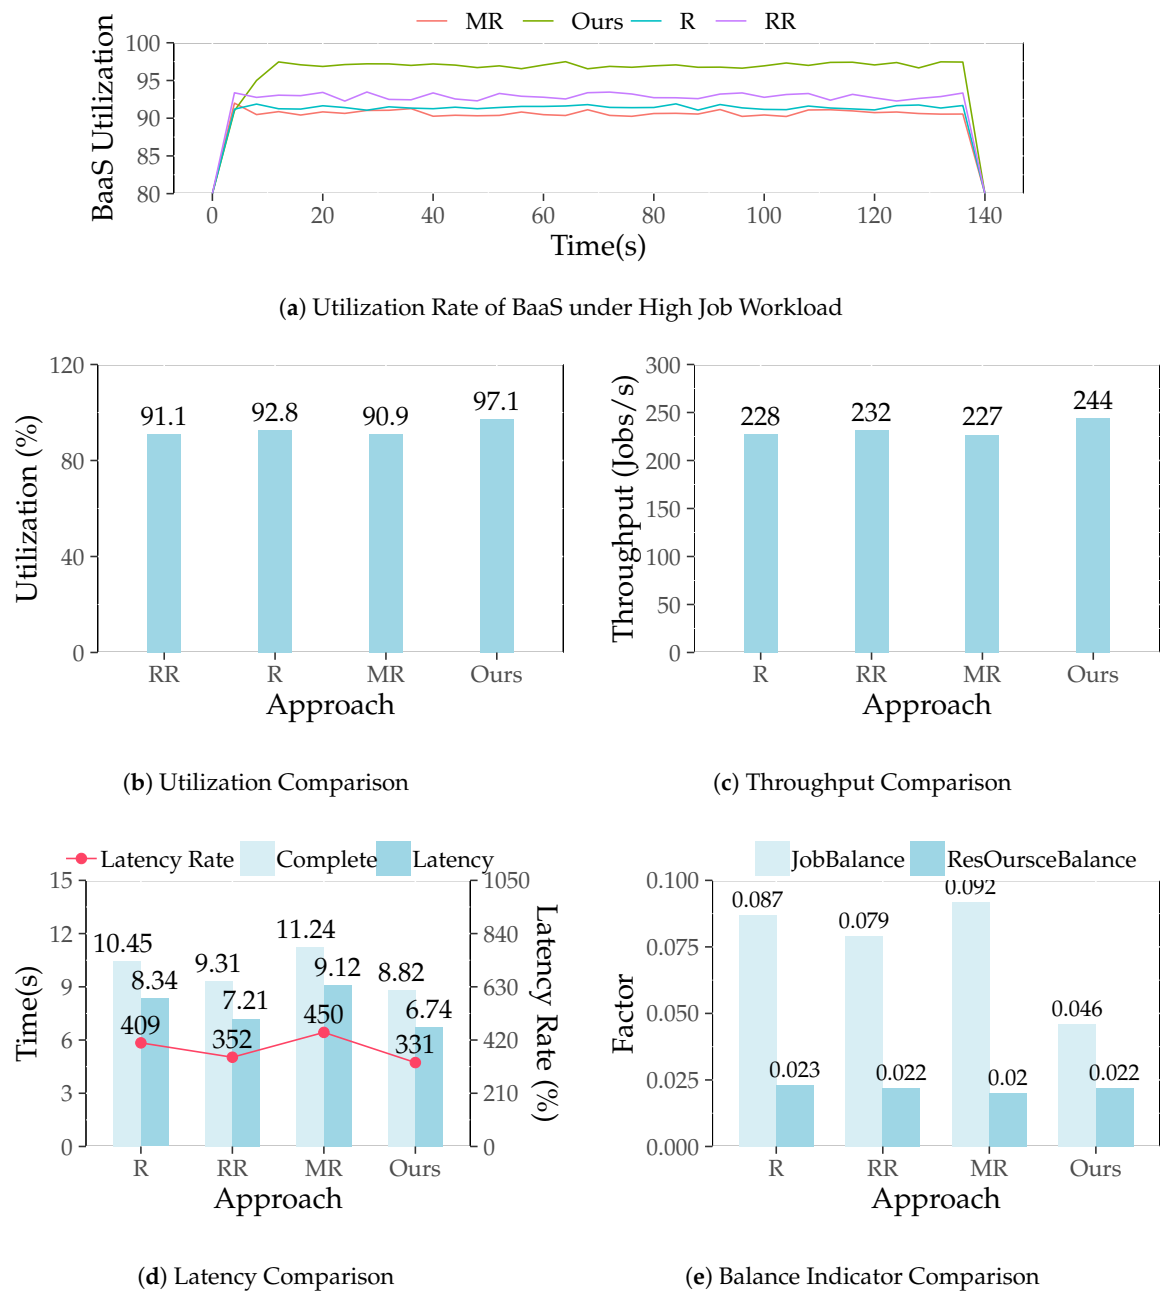 MR Ours R RR
BaaS Utilization
100
95
90
85
80
0 20 40 60 80 100 120 140
Time(s)
(a) Utilization Rate of BaaS under High Job Workload
Utilization (%)
120
80
40
0
91.1 92.8 90.9 97.1
RR R MR Ours
Approach
(b) Utilization Comparison
Throughput (Jobs/s)
300
250
200
150
100
50
0
228 232 227 244
R RR MR Ours
Approach
(c) Throughput Comparison
Latency Rate Complete Latency
Time(s)
15
12
9
6
3
0
10.45 9.31 11.24 8.82
8.34 7.21 9.12 6.74
409 352 450 331
1050
840
630
420
210
0
Latency Rate (%)
R RR MR Ours
Approach
(d) Latency Comparison
JobBalance ResOursceBalance
Factor
0.100
0.075
0.050
0.025
0.000
0.087 0.079 0.092 0.046
0.023 0.022 0.02 0.022
R RR MR Ours
Approach
(e) Balance Indicator Comparison